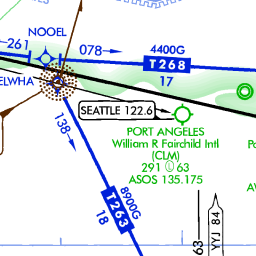 NOOEL
261
078
4400G
T268
17
ELWHA
SEATTLE 122.6
138
PORT ANGELES
William R Fairchild Intl
(CLM)
291 63
ASOS 135.175
8900G
T263
18
63
YYJ 84